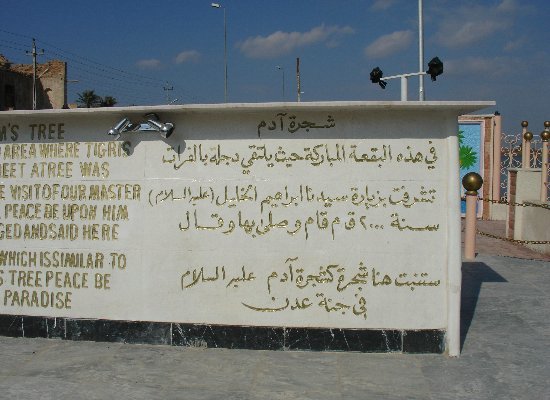 'S TREE
AREA WHERE TIGRIS
MEET A TREE WAS
E VISIT OF OUR MASTER
PEACE BE UPON HIM
GED AND SAID HERE
WHICH IS SIMILAR TO
S TREE PEACE BE
PARADISE
شجرة آدم
في هذه البقعة المباركة حيث يلتقي دجلة بالفرات
تشرفت بزيارة سيدنا ابراهيم الخليل (عليه السلام)
سنة ٢٠٠٠ ق م قام وصلى بها وقال
ستنبت هنا شجرة كشجرة آدم عليه السلام
في جنة عدن